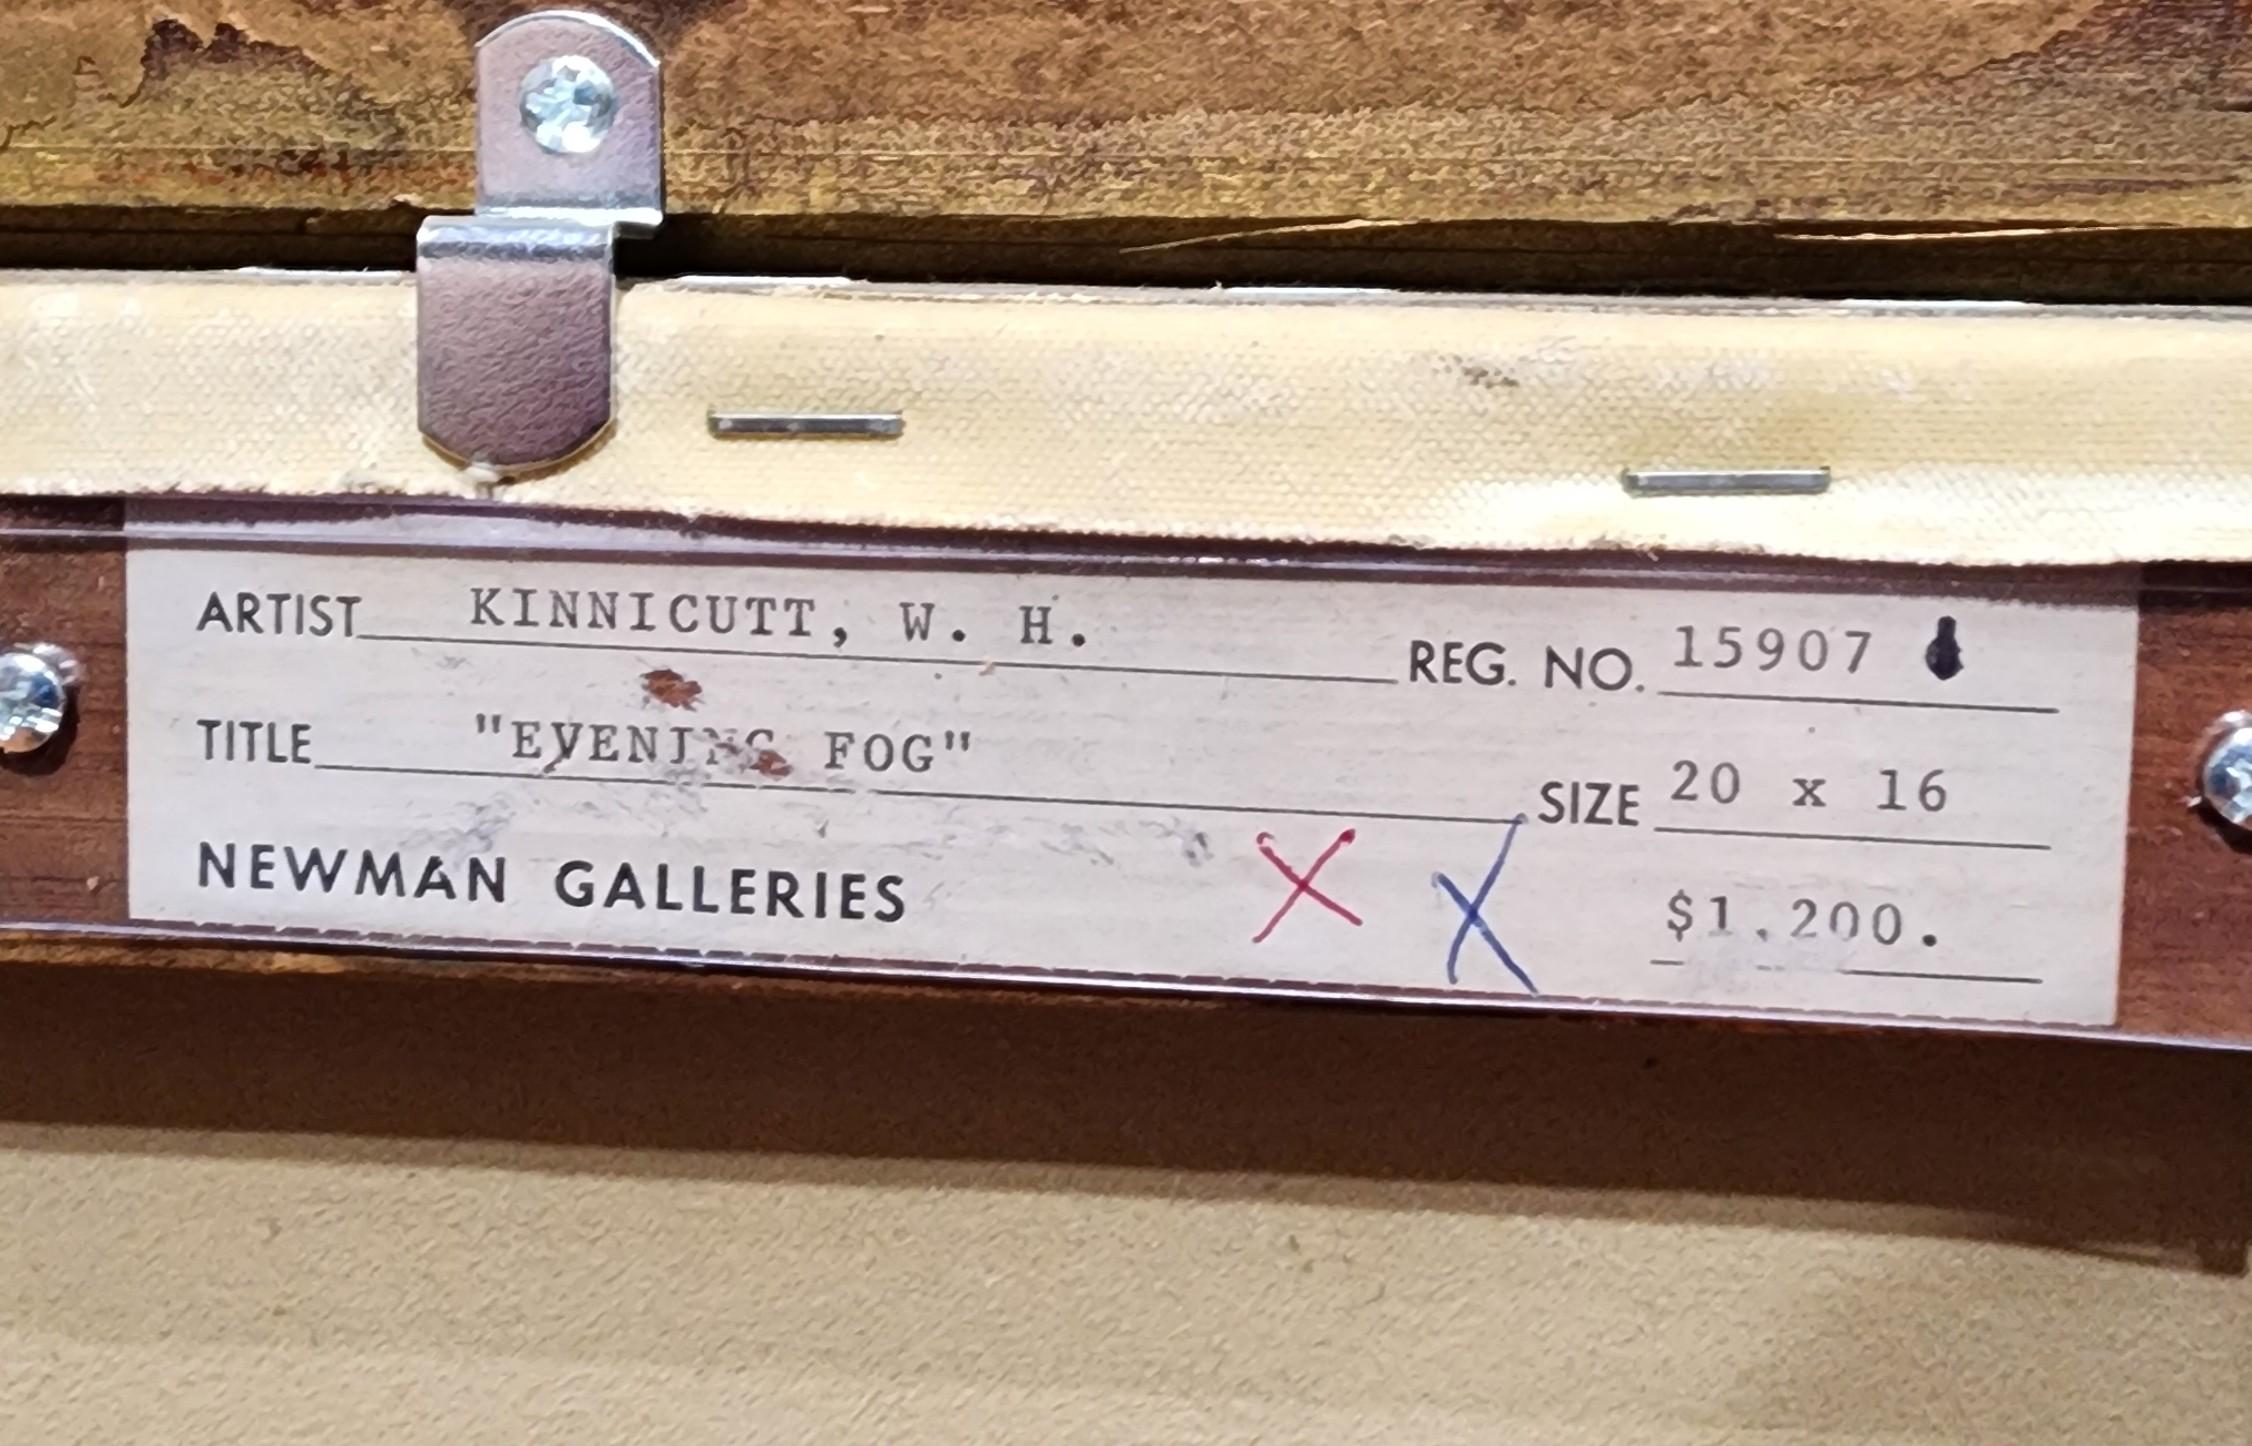 ARTIST KINNICUTT, W. H. REG. NO. 15907
TITLE "EVENING FOG" SIZE 20 x 16
NEWMAN GALLERIES X X $1,200.